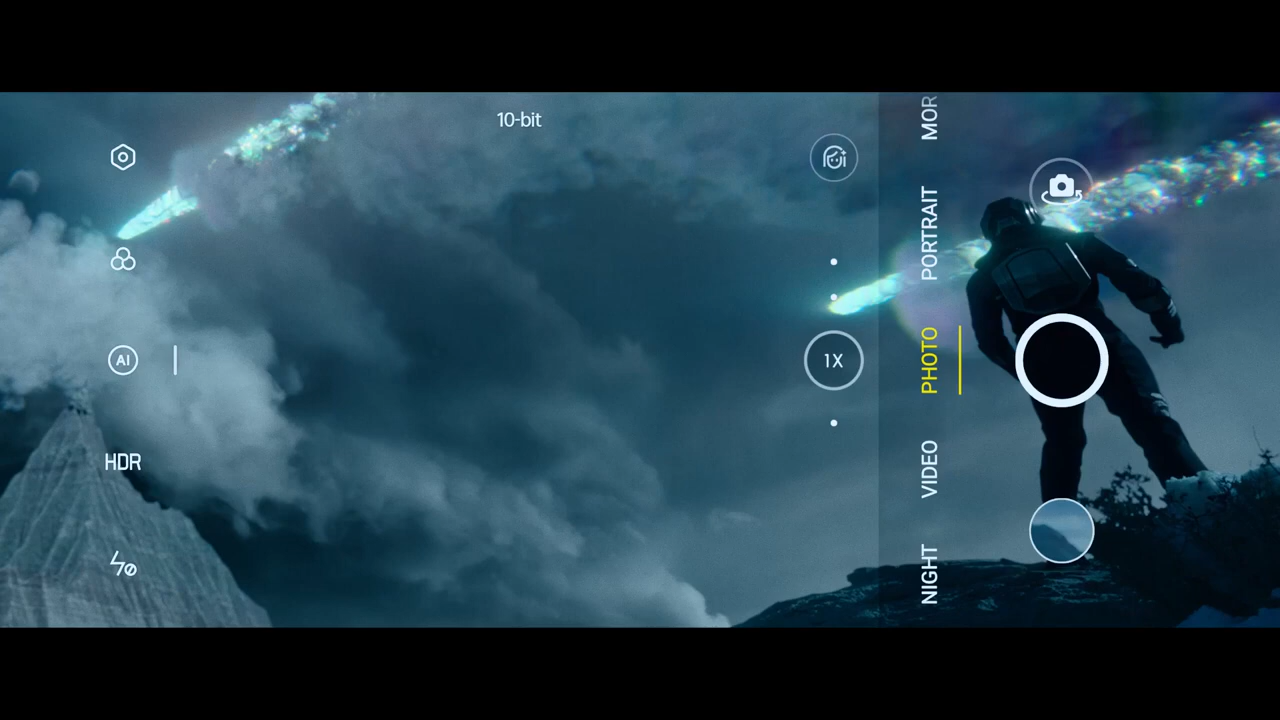 10-bit
AI
HDR
1X
MOR
PORTRAIT
PHOTO
VIDEO
NIGHT